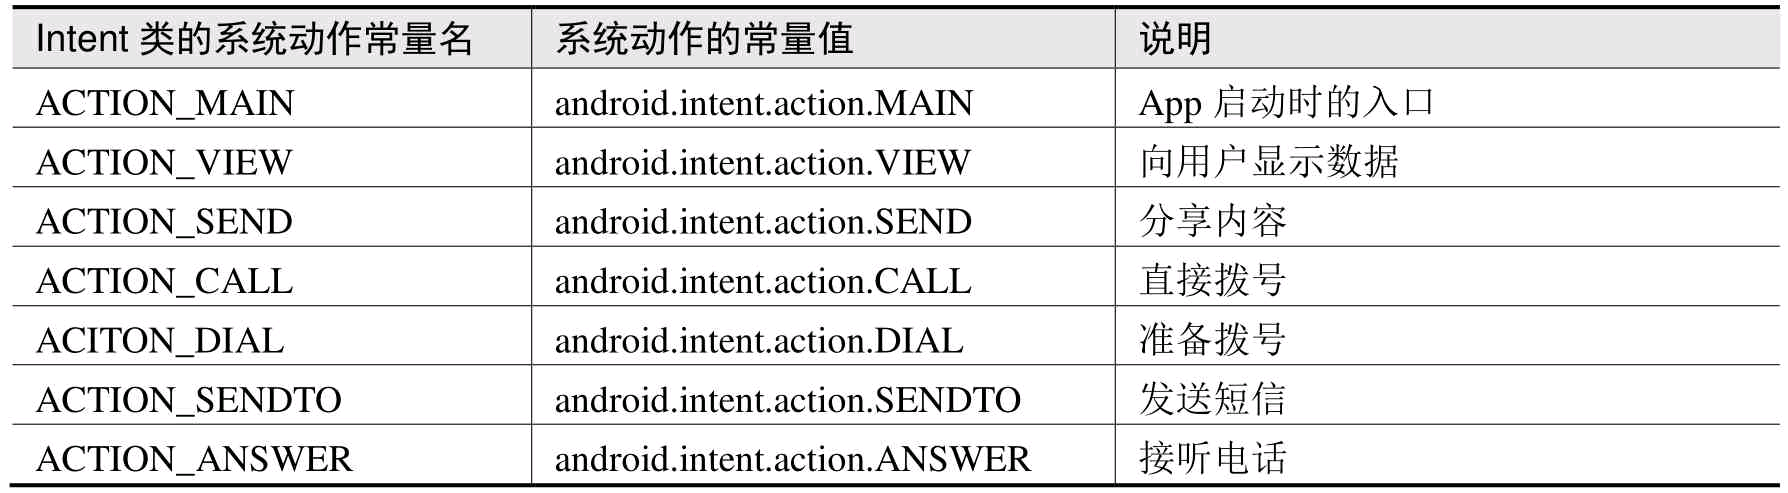 Intent 类的系统动作常量名 系统动作的常量值 说明
ACTION_MAIN android.intent.action.MAIN App 启动时的入口
ACTION_VIEW android.intent.action.VIEW 向用户显示数据
ACTION_SEND android.intent.action.SEND 分享内容
ACTION_CALL android.intent.action.CALL 直接拨号
ACITON_DIAL android.intent.action.DIAL 准备拨号
ACTION_SENDTO android.intent.action.SENDTO 发送短信
ACTION_ANSWER android.intent.action.ANSWER 接听电话